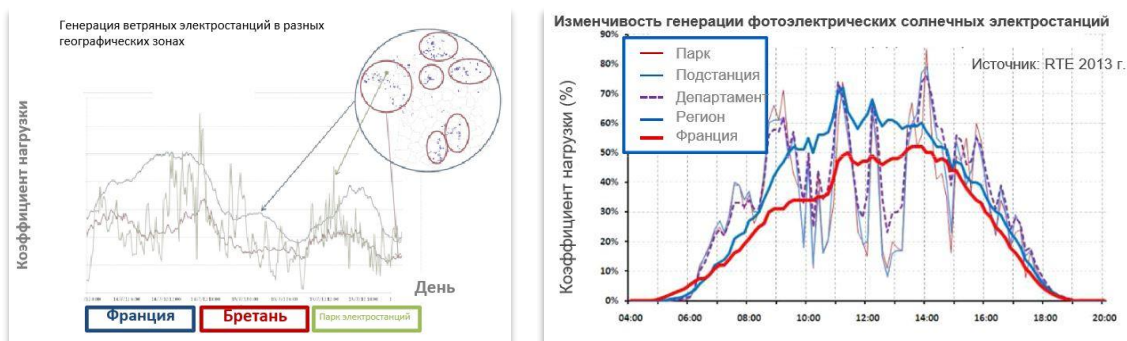 Генерация ветряных электростанций в разных
географических зонах
Коэффициент нагрузки
День
Франция
Бретань
Парк электростанций
Изменчивость генерации фотоэлектрических солнечных электростанций
90%
80%
70%
60%
50%
40%
30%
20%
10%
0%
Коэффициент нагрузки (%)
Парк
Подстанция
Департамент
Регион
Франция
Источник: RTE 2013 г.
04:00 06:00 08:00 10:00 12:00 14:00 16:00 18:00 20:00